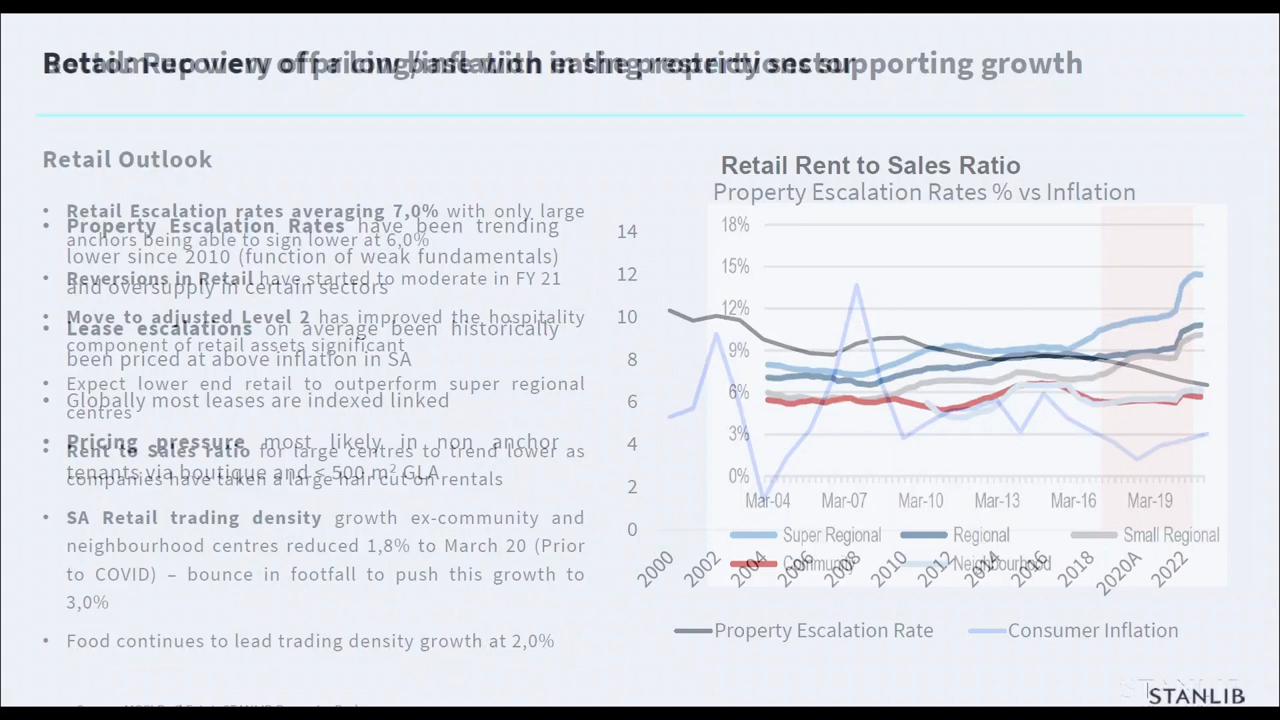 supporting growth
Retail Outlook
• Retail Escalation rates averaging 7,0% with only large
anchors being able to sign lower at 6,0%
• Reversions in Retail have started to moderate in FY 21
• Move to adjusted Level 2 has improved the hospitality
component of retail assets significant
• Expect lower end retail to outperform super regional
centres
• Rent to Sales ratio for large centres to trend lower as
companies have taken a large hair cut on rentals
• SA Retail trading density growth ex-community and
neighbourhood centres reduced 1,8% to March 20 (Prior
to COVID) – bounce in footfall to push this growth to
3,0%
• Food continues to lead trading density growth at 2,0%
• Property Escalation Rates have been trending
lower since 2010 (function of weak fundamentals)
and oversupply in certain sectors
• Lease escalations on average been historically
been priced at above inflation in SA
• Globally most leases are indexed linked
• Pricing pressure most likely in non anchor
tenants via boutique and < 500 m² GLA
Retail Rent to Sales Ratio
18%
15%
12%
9%
6%
3%
0%
Mar-04 Mar-07 Mar-10 Mar-13 Mar-16 Mar-19
Super Regional Regional Small Regional
Community Neighbourhood
Property Escalation Rates % vs Inflation
14
12
10
8
6
4
2
0
2000 2002 2004 2006 2008 2010 2012 2014 2016 2018 2020A 2022
Property Escalation Rate Consumer Inflation
STANLIB